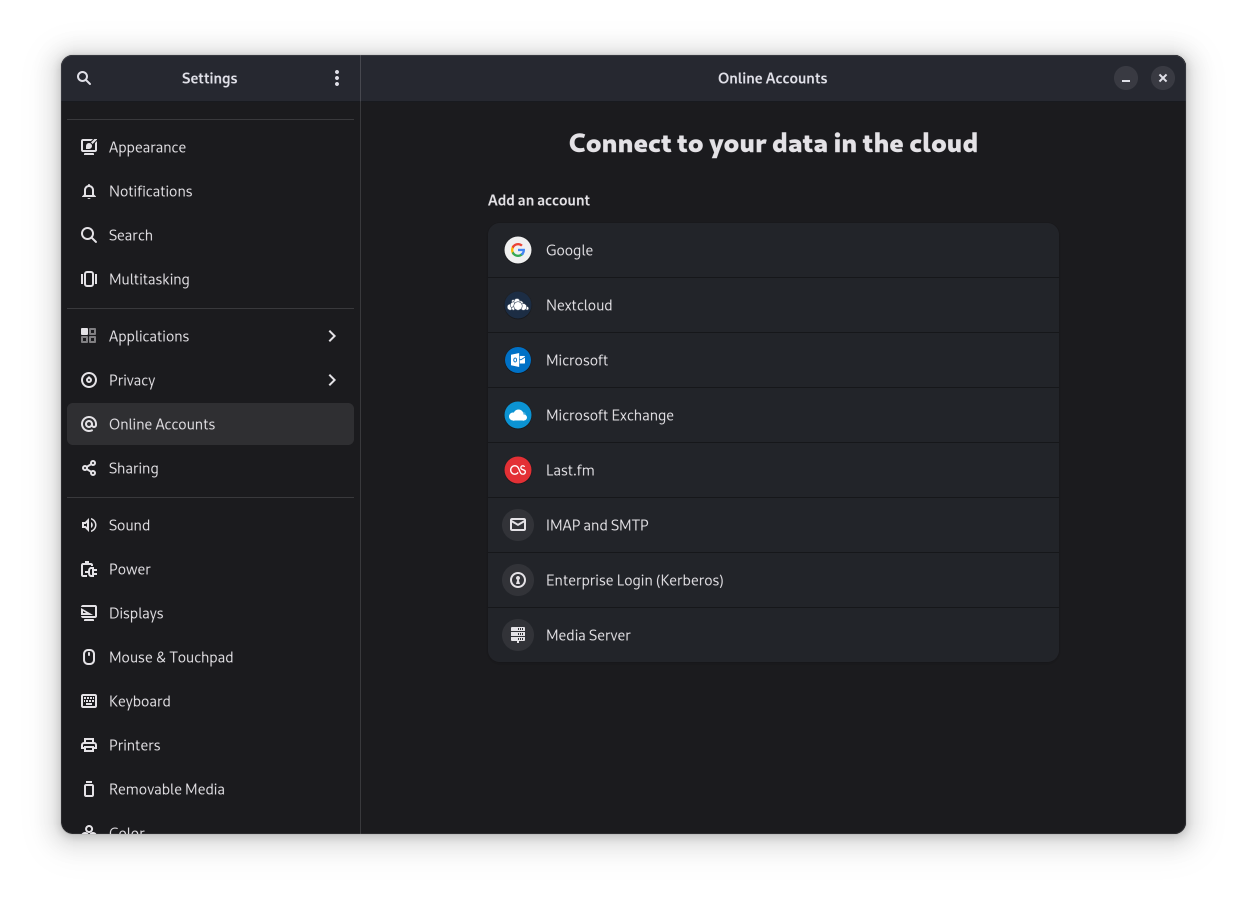 Settings
Online Accounts
Appearance
Notifications
Search
Multitasking
Applications
Privacy
Online Accounts
Sharing
Sound
Power
Displays
Mouse & Touchpad
Keyboard
Printers
Removable Media
Color
Connect to your data in the cloud
Add an account
Google
Nextcloud
Microsoft
Microsoft Exchange
Last.fm
IMAP and SMTP
Enterprise Login (Kerberos)
Media Server